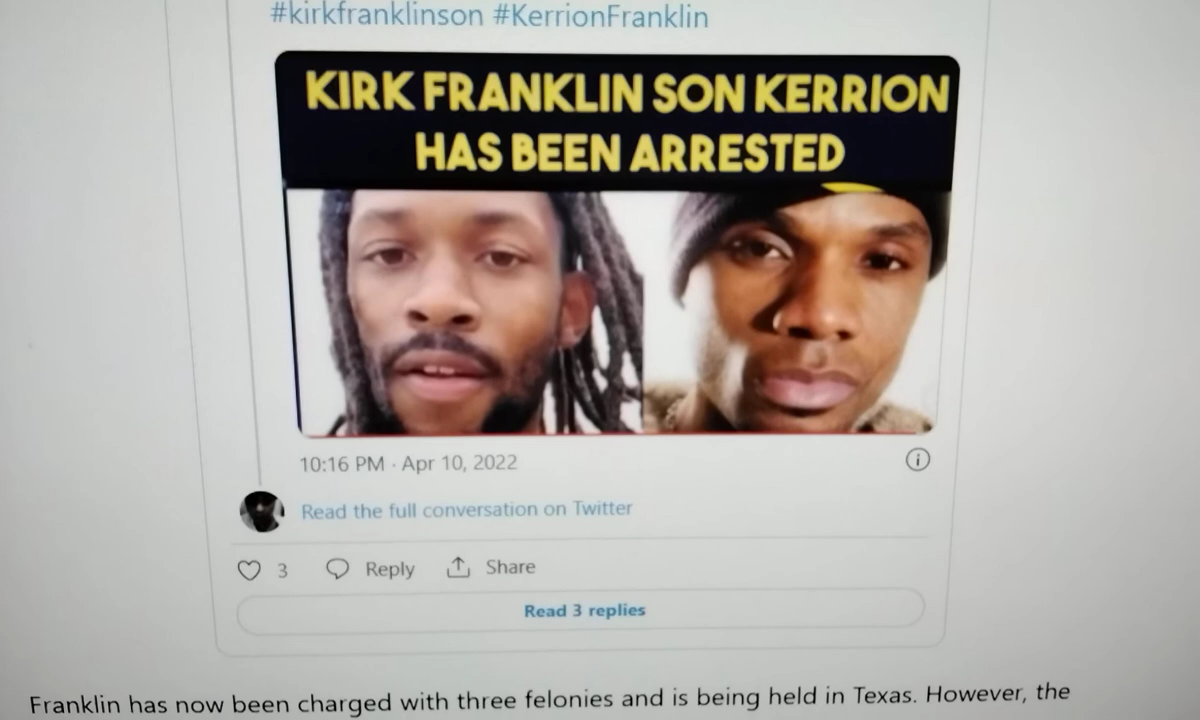 #kirkfranklinson #KerrionFranklin
KIRK FRANKLIN SON KERRION
HAS BEEN ARRESTED
10:16 PM · Apr 10, 2022
Read the full conversation on Twitter
3 Reply Share
Read 3 replies
Franklin has now been charged with three felonies and is being held in Texas. However, the